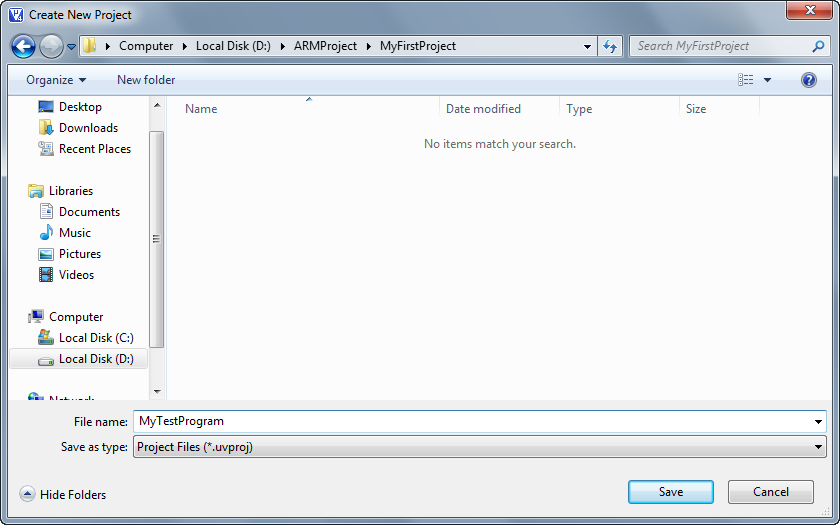 Create New Project
Computer Local Disk (D:) ARMProject MyFirstProject Search MyFirstProject
Organize New folder
Name Date modified Type Size
No items match your search.
Desktop
Downloads
Recent Places
Libraries
Documents
Music
Pictures
Videos
Computer
Local Disk (C:)
Local Disk (D:)
Network
File name: MyTestProgram
Save as type: Project Files (*.uvproj)
Hide Folders Save Cancel